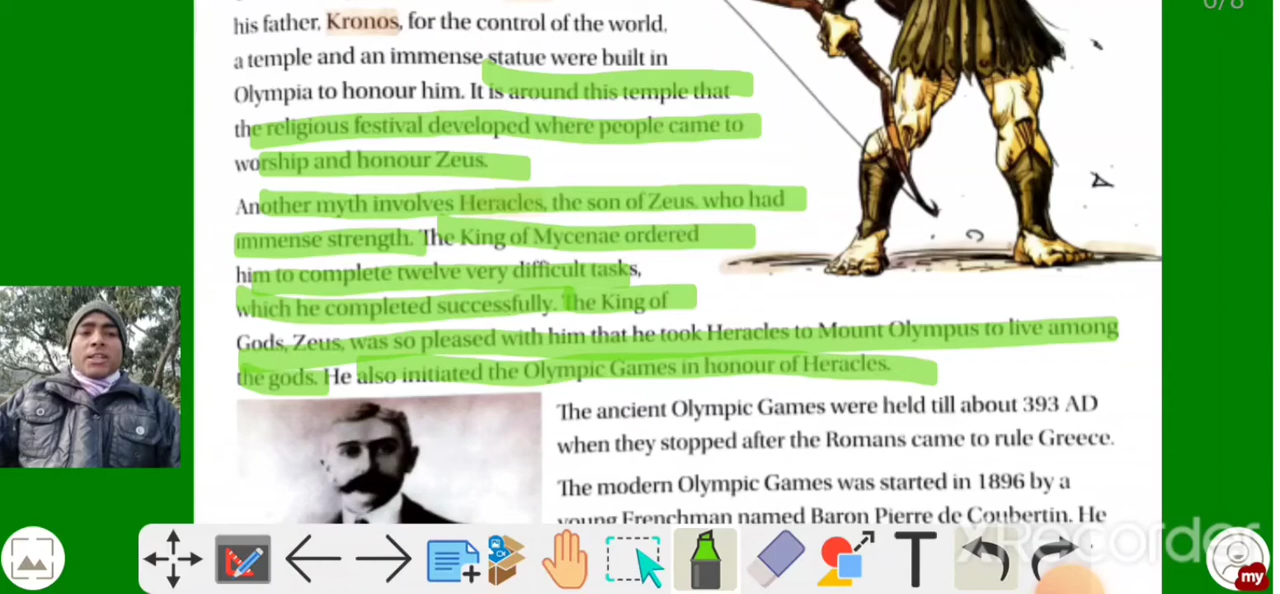 6/8
his father, Kronos, for the control of the world,
a temple and an immense statue were built in
Olympia to honour him. It is around this temple that
the religious festival developed where people came to
worship and honour Zeus.
Another myth involves Heracles, the son of Zeus, who had
immense strength. The King of Mycenae ordered
him to complete twelve very difficult tasks,
which he completed successfully. The King of
Gods, Zeus, was so pleased with him that he took Heracles to Mount Olympus to live among
the gods. He also initiated the Olympic Games in honour of Heracles.
The ancient Olympic Games were held till about 393 AD
when they stopped after the Romans came to rule Greece.
The modern Olympic Games was started in 1896 by a
young Frenchman named Baron Pierre de Coubertin. He
XRecorder
T
my